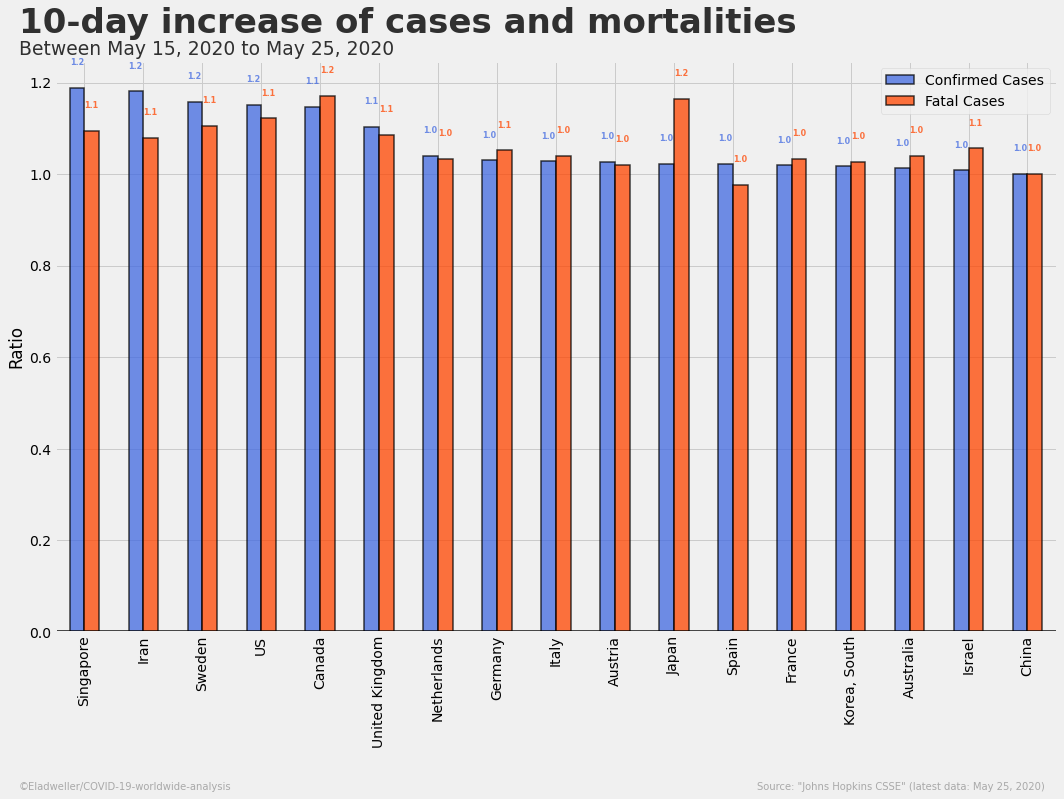 10-day increase of cases and mortalities
Between May 15, 2020 to May 25, 2020
Confirmed Cases
Fatal Cases
1.2 1.1 1.2 1.1 1.2 1.1 1.2 1.1 1.1 1.2 1.1 1.1 1.0 1.0 1.0 1.1 1.0 1.0 1.0 1.0 1.0 1.2 1.0 1.0 1.0 1.0 1.0 1.0 1.0 1.0 1.0 1.1 1.0 1.0
1.2
1.0
0.8
0.6
0.4
0.2
0.0
Ratio
Singapore
Iran
Sweden
US
Canada
United Kingdom
Netherlands
Germany
Italy
Austria
Japan
Spain
France
Korea, South
Australia
Israel
China
©Eladweller/COVID-19-worldwide-analysis
Source: "Johns Hopkins CSSE" (latest data: May 25, 2020)